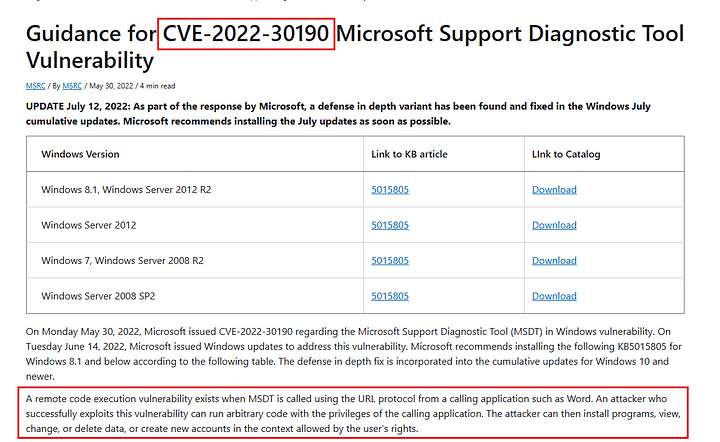 Guidance for CVE-2022-30190 Microsoft Support Diagnostic Tool
Vulnerability
MSRC / By MSRC / May 30, 2022 / 4 min read
UPDATE July 12, 2022: As part of the response by Microsoft, a defense in depth variant has been found and fixed in the Windows July
cumulative updates. Microsoft recommends installing the July updates as soon as possible.
Windows Version Link to KB article LInk to Catalog
Windows 8.1, Windows Server 2012 R2 5015805 Download
Windows Server 2012 5015805 Download
Windows 7, Windows Server 2008 R2 5015805 Download
Windows Server 2008 SP2 5015805 Download
On Monday May 30, 2022, Microsoft issued CVE-2022-30190 regarding the Microsoft Support Diagnostic Tool (MSDT) in Windows vulnerability. On
Tuesday June 14, 2022, Microsoft issued Windows updates to address this vulnerability. Microsoft recommends installing the following KB5015805 for
Windows 8.1 and below according to the following table. The defense in depth fix is incorporated into the cumulative updates for Windows 10 and
newer.
A remote code execution vulnerability exists when MSDT is called using the URL protocol from a calling application such as Word. An attacker who
successfully exploits this vulnerability can run arbitrary code with the privileges of the calling application. The attacker can then install programs, view,
change, or delete data, or create new accounts in the context allowed by the user's rights.